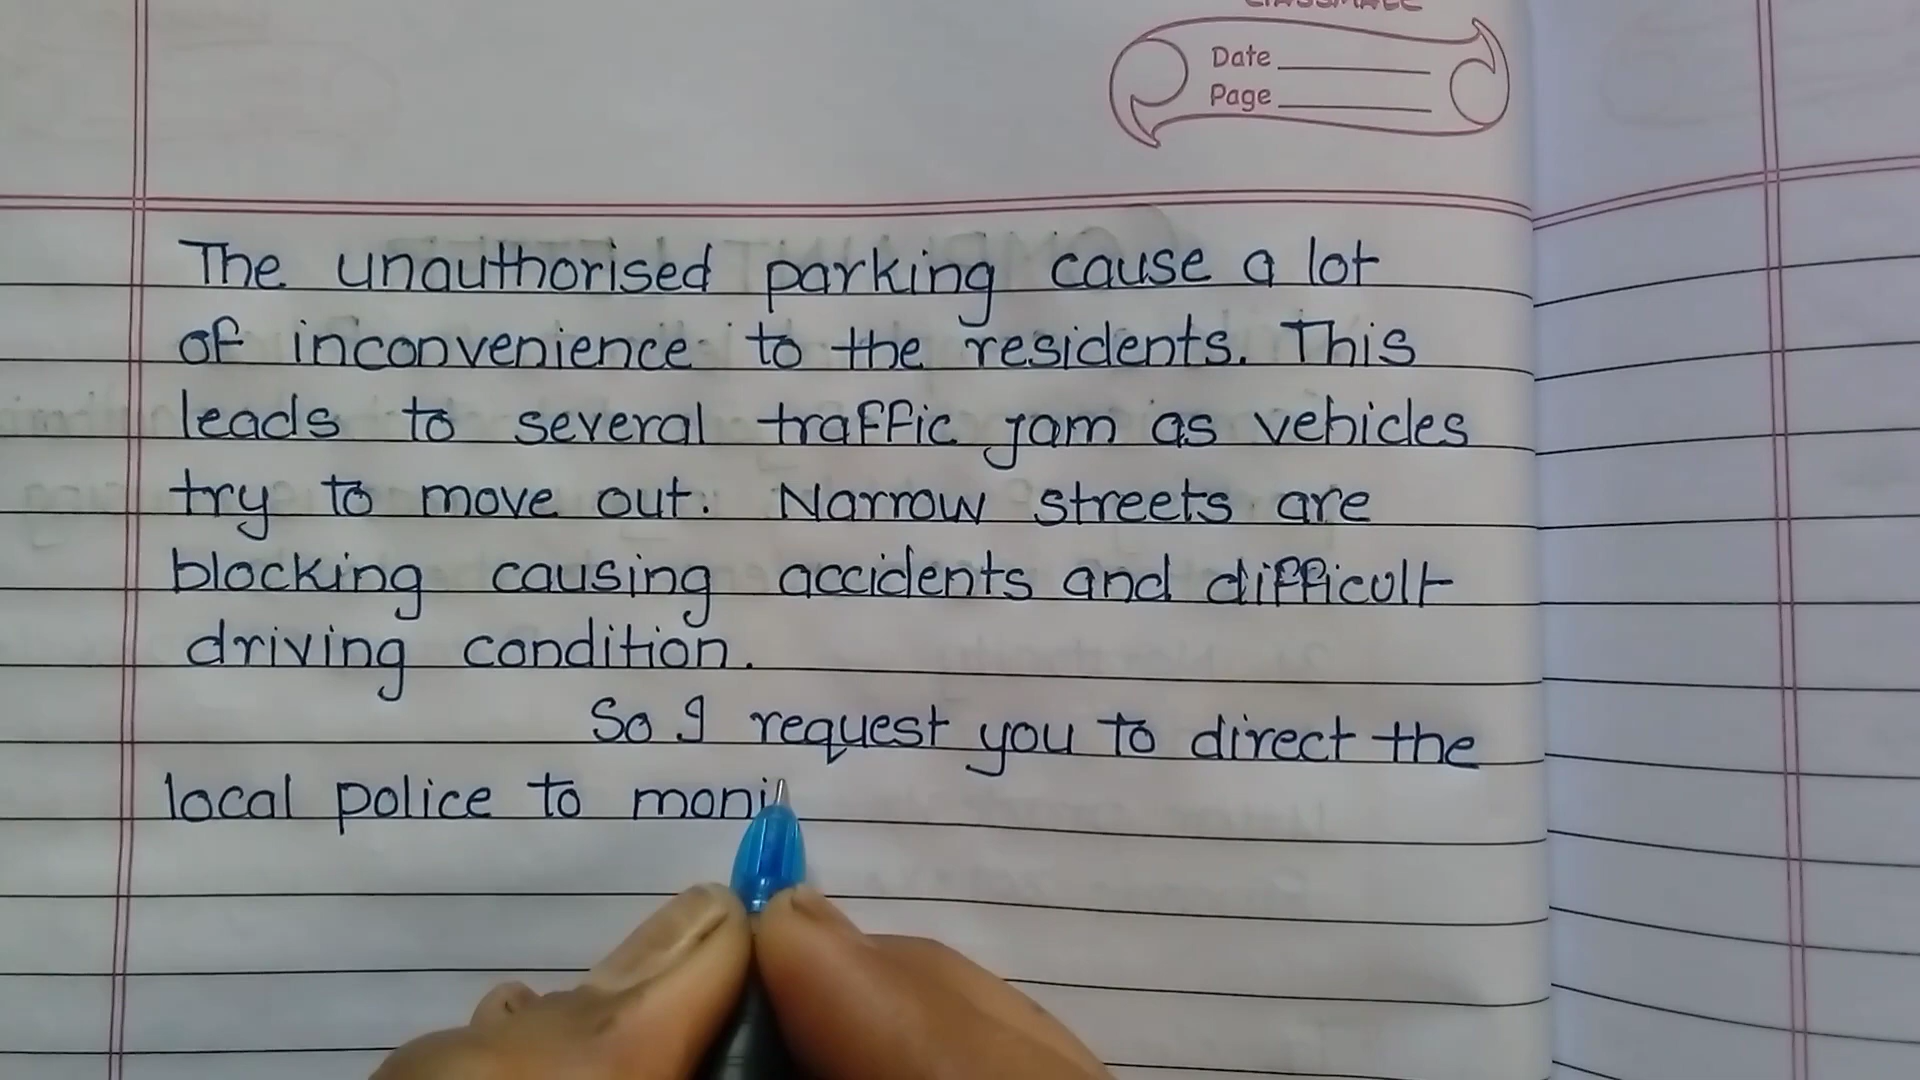 Date
Page
The unauthorised parking cause a lot
of inconvenience to the residents. This
leads to several traffic jam as vehicles
try to move out. Narrow streets are
blocking causing accidents and difficult
driving condition.
So I request you to direct the
local police to moni